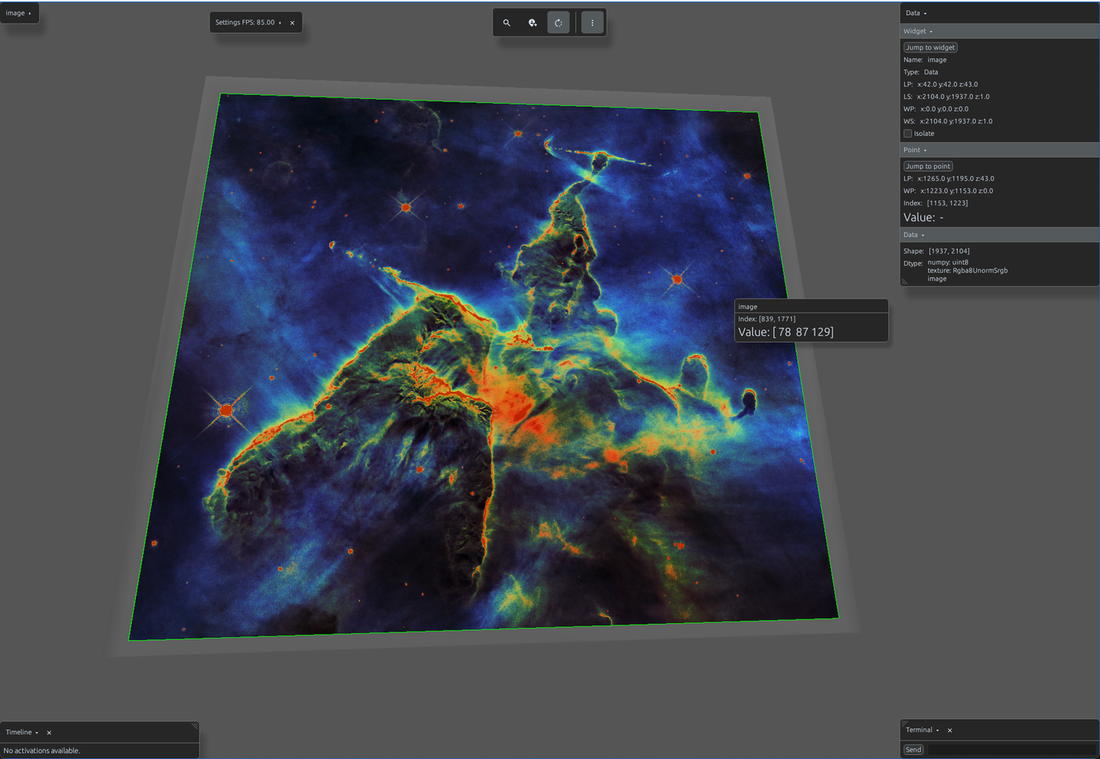 image
Settings FPS: 85.00
Data
Widget
Jump to widget
Name: image
Type: Data
LP: x:42.0 y:42.0 z:43.0
LS: x:2104.0 y:1937.0 z:1.0
WP: x:0.0 y:0.0 z:0.0
WS: x:2104.0 y:1937.0 z:1.0
Isolate
Point
Jump to point
LP: x:1265.0 y:1195.0 z:43.0
WP: x:1223.0 y:1153.0 z:0.0
Index: [1153, 1223]
Value: -
Data
Shape: [1937, 2104]
Dtype: numpy: uint8
texture: Rgba8UnormSrgb
image
image
Index: [839, 1771]
Value: [ 78 87 129]
Timeline
No activations available.
Terminal
Send